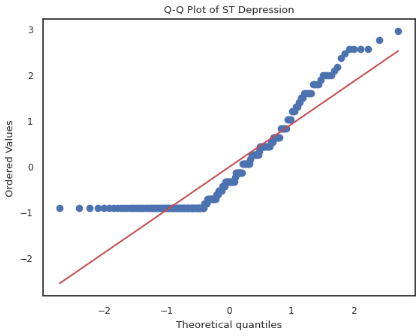 Q-Q Plot of ST Depression
3
2
1
0
−1
−2
Ordered Values
−2 −1 0 1 2
Theoretical quantiles